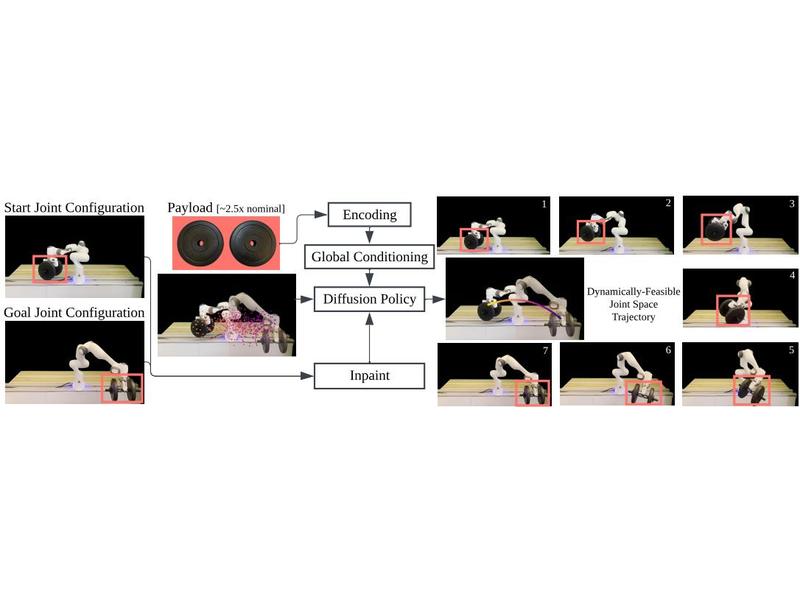 Start Joint Configuration
Goal Joint Configuration
Payload [~2.5x nominal]
Encoding
Global Conditioning
Diffusion Policy
Inpaint
1
2
3
Dynamically-Feasible
Joint Space
Trajectory
4
7
6
5